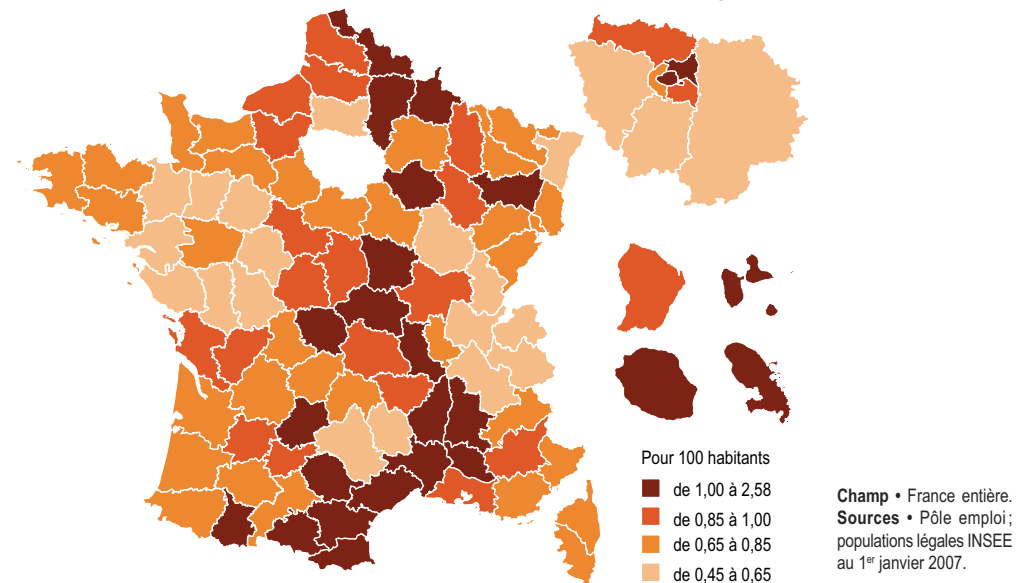 Pour 100 habitants
de 1,00 à 2,58
de 0,85 à 1,00
de 0,65 à 0,85
de 0,45 à 0,65
Champ • France entière.
Sources • Pôle emploi ;
populations légales INSEE
au 1er janvier 2007.